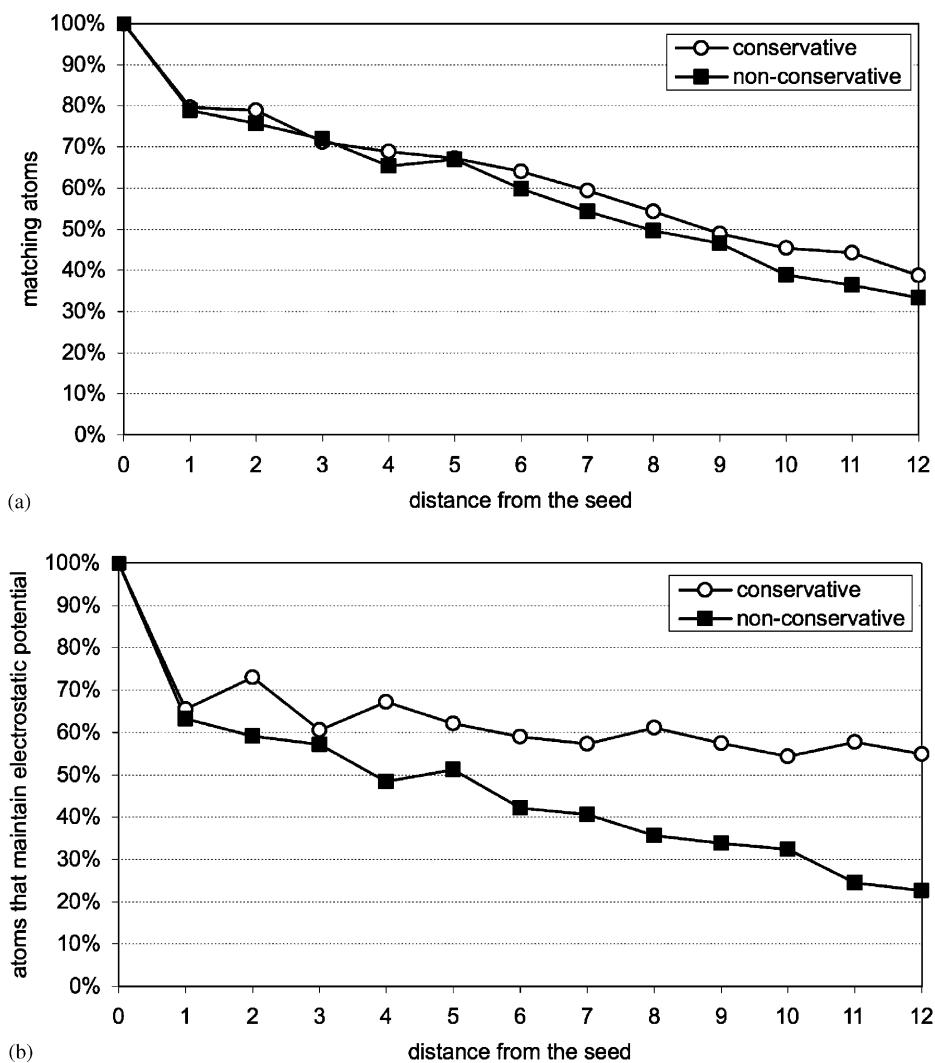 100%
90%
80%
70%
60%
50%
40%
30%
20%
10%
0%
matching atoms
conservative
non-conservative
0 1 2 3 4 5 6 7 8 9 10 11 12
distance from the seed
(a)
100%
90%
80%
70%
60%
50%
40%
30%
20%
10%
0%
atoms that maintain electrostatic potential
conservative
non-conservative
0 1 2 3 4 5 6 7 8 9 10 11 12
distance from the seed
(b)